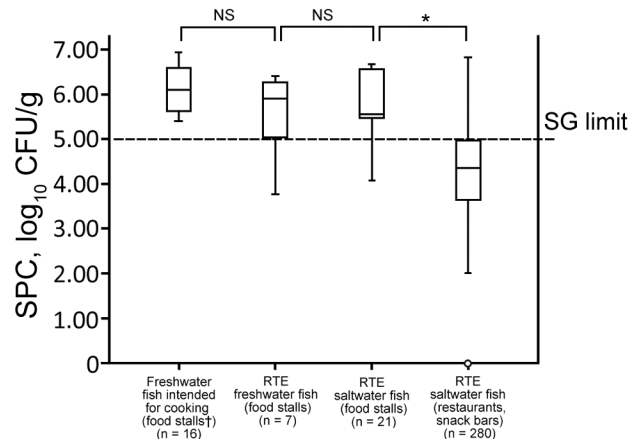 NS NS *
7.00
6.00
5.00
4.00
3.00
2.00
1.00
0
SPC, log10 CFU/g
SG limit
Freshwater
fish intended
for cooking
(food stalls†)
(n = 16)
RTE
freshwater fish
(food stalls)
(n = 7)
RTE
saltwater fish
(food stalls)
(n = 21)
RTE
saltwater fish
(restaurants,
snack bars)
(n = 280)